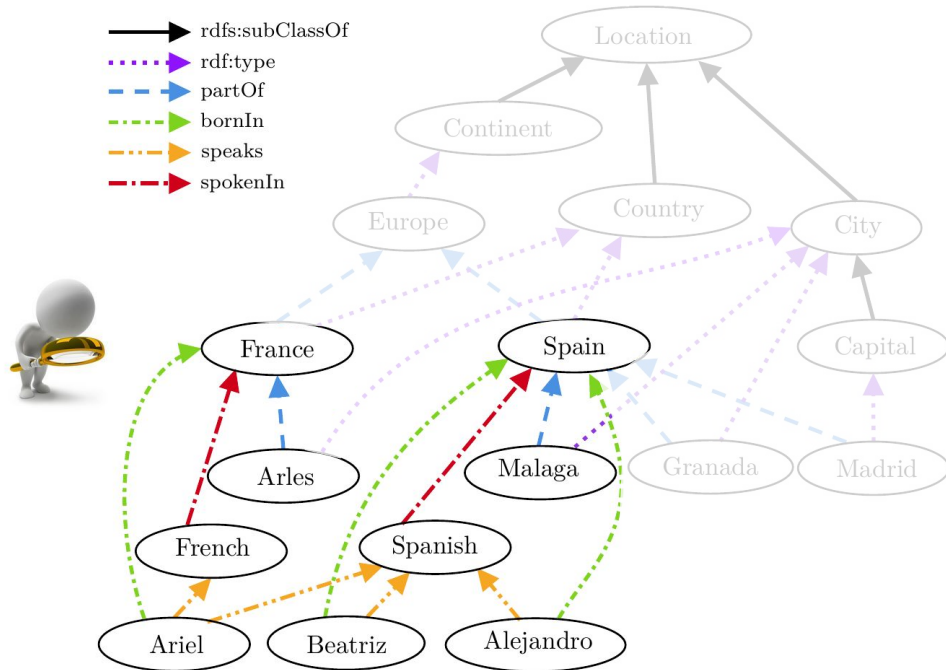 rdfs:subClassOf
rdf:type
partOf
bornIn
speaks
spokenIn
Location
Continent
Europe
Country
City
France
Spain
Capital
Arles
Malaga
Granada
Madrid
French
Spanish
Ariel
Beatriz
Alejandro